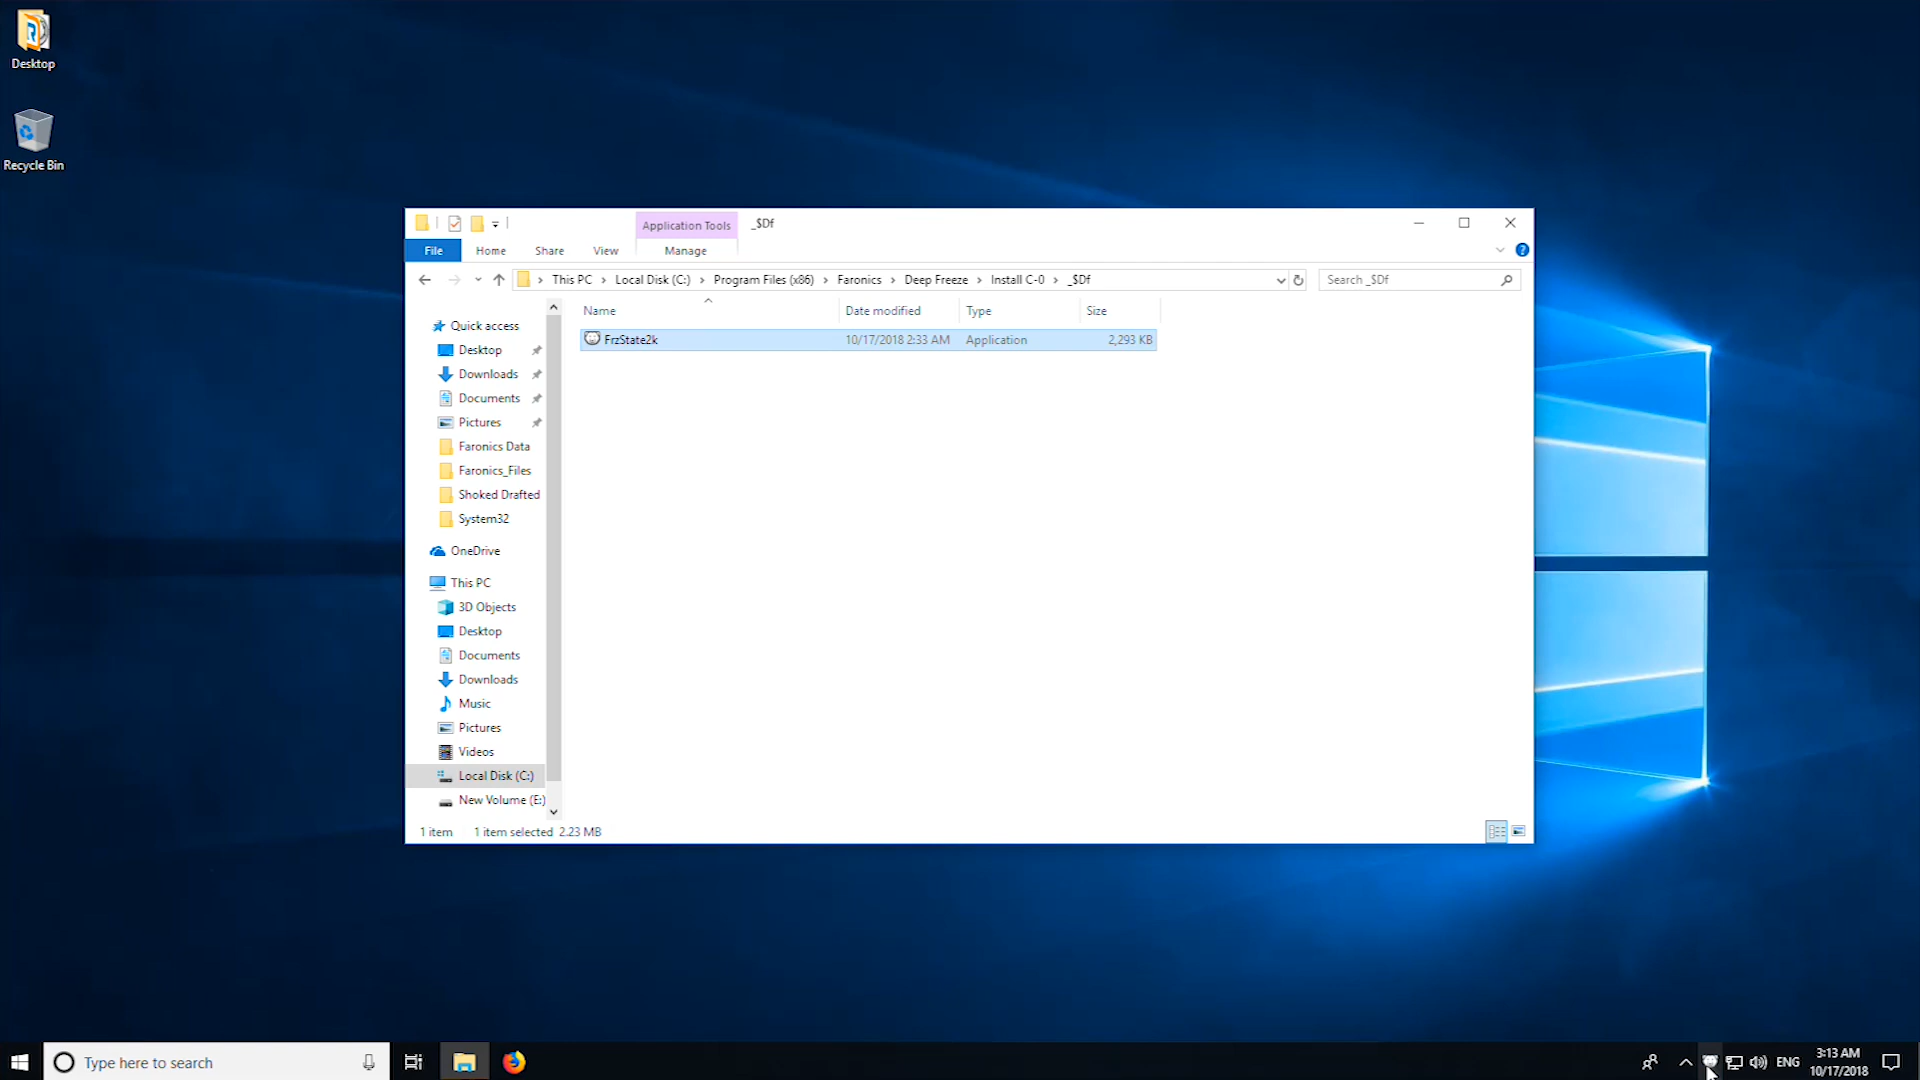 Desktop
Recycle Bin
Application Tools
_$Df
File
Home
Share
View
Manage
This PC
Local Disk (C:)
Program Files (x86)
Faronics
Deep Freeze
Install C-0
_$Df
Search _$Df
Name
Date modified
Type
Size
FrzState2k
10/17/2018 2:33 AM
Application
2,293 KB
Quick access
Desktop
Downloads
Documents
Pictures
Faronics Data
Faronics_Files
Shoked Drafted
System32
OneDrive
This PC
3D Objects
Desktop
Documents
Downloads
Music
Pictures
Videos
Local Disk (C:)
New Volume (E:)
1 item
1 item selected 2.23 MB
Type here to search
ENG
3:13 AM
10/17/2018